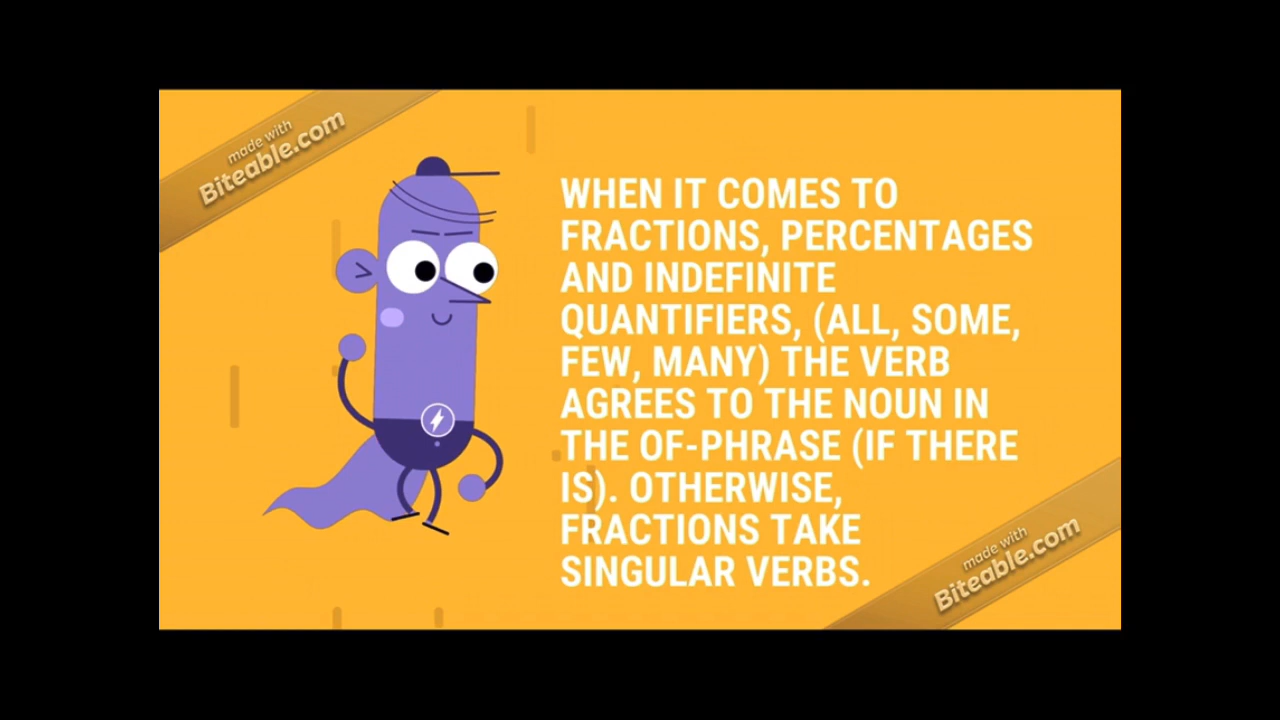 made with
Biteable.com
WHEN IT COMES TO
FRACTIONS, PERCENTAGES
AND INDEFINITE
QUANTIFIERS, (ALL, SOME,
FEW, MANY) THE VERB
AGREES TO THE NOUN IN
THE OF-PHRASE (IF THERE
IS). OTHERWISE,
FRACTIONS TAKE
SINGULAR VERBS.
made with
Biteable.com